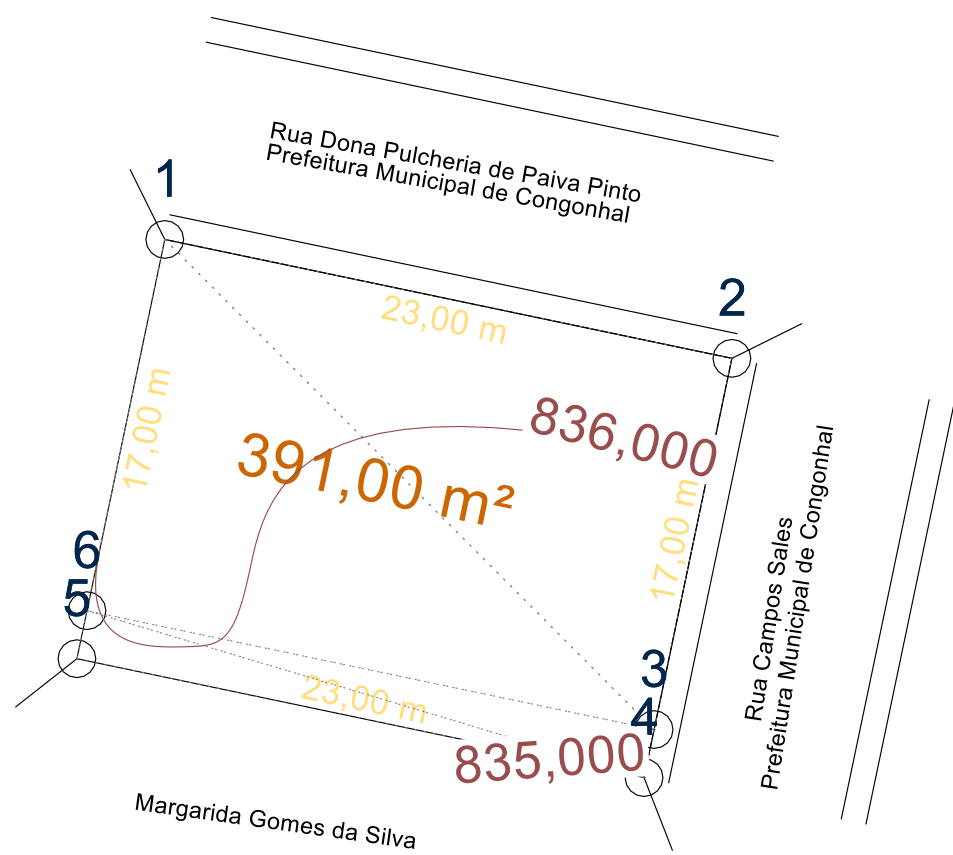 Rua Dona Pulcheria de Paiva Pinto
Prefeitura Municipal de Congonhal
1
2
23,00 m
17,00 m
836,000
391,00 m²
17,00 m
Rua Campos Sales
Prefeitura Municipal de Congonhal
6
5
3
4
23,00 m
835,000
Margarida Gomes da Silva